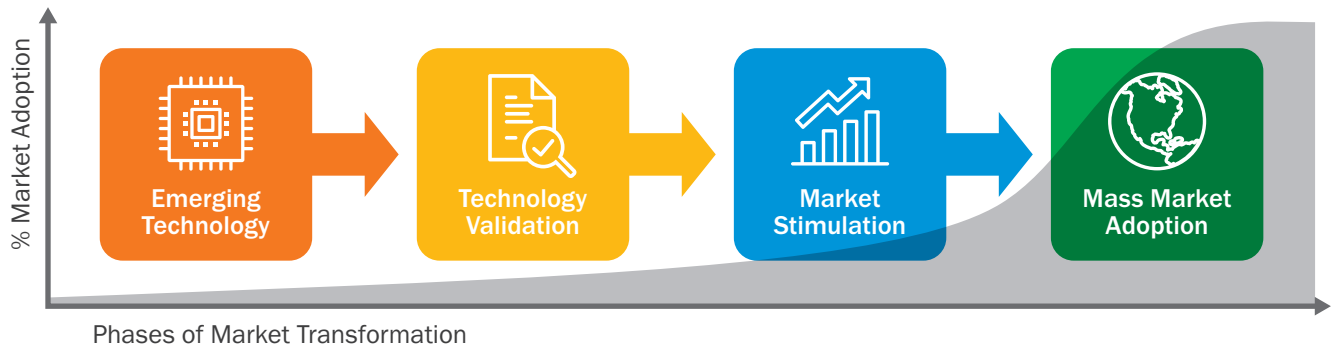 % Market Adoption
Emerging
Technology
Technology
Validation
Market
Stimulation
Mass Market
Adoption
Phases of Market Transformation